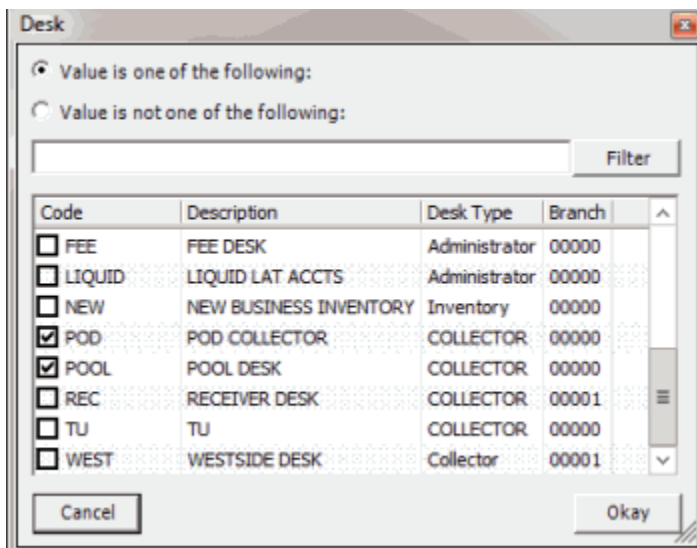 Desk
Value is one of the following:
Value is not one of the following:
Filter
Code Description Desk Type Branch
FEE FEE DESK Administrator 00000
LIQUID LIQUID LAT ACCTS Administrator 00000
NEW NEW BUSINESS INVENTORY Inventory 00000
POD POD COLLECTOR COLLECTOR 00000
POOL POOL DESK COLLECTOR 00000
REC RECEIVER DESK COLLECTOR 00001
TU TU COLLECTOR 00000
WEST WESTSIDE DESK Collector 00001
Cancel Okay